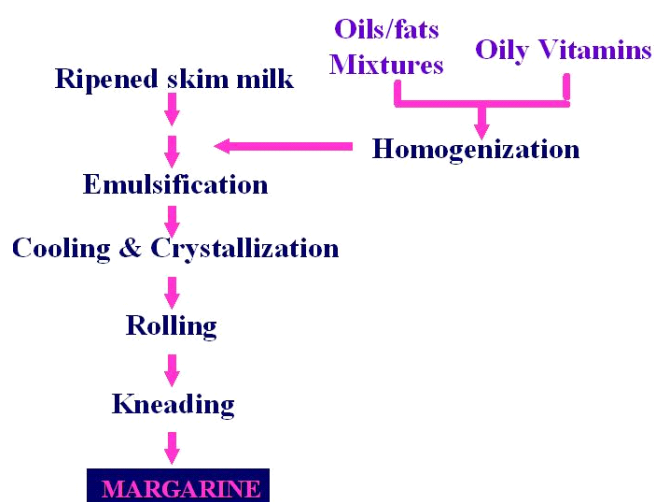 Oils/fats
Mixtures
Oily Vitamins
Ripened skim milk
Homogenization
Emulsification
Cooling & Crystallization
Rolling
Kneading
MARGARINE